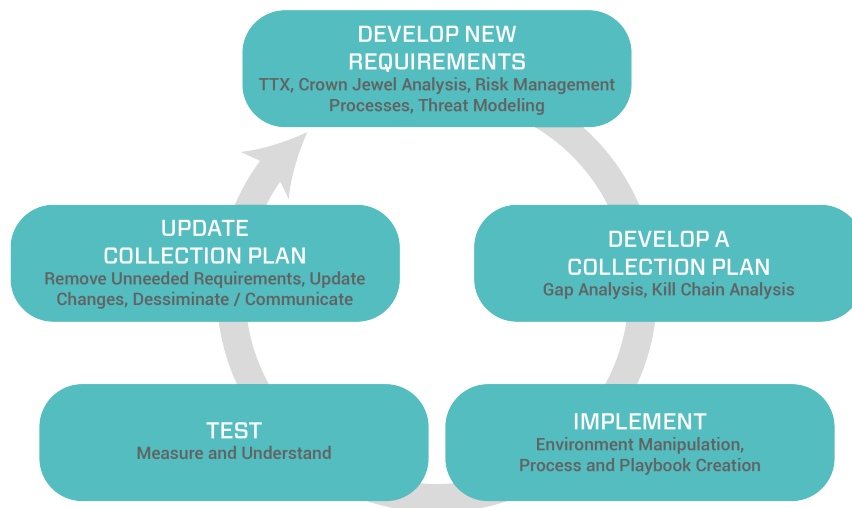 DEVELOP NEW
REQUIREMENTS
TTX, Crown Jewel Analysis, Risk Management
Processes, Threat Modeling
DEVELOP A
COLLECTION PLAN
Gap Analysis, Kill Chain Analysis
IMPLEMENT
Environment Manipulation,
Process and Playbook Creation
TEST
Measure and Understand
UPDATE
COLLECTION PLAN
Remove Unneeded Requirements, Update
Changes, Dessiminate / Communicate